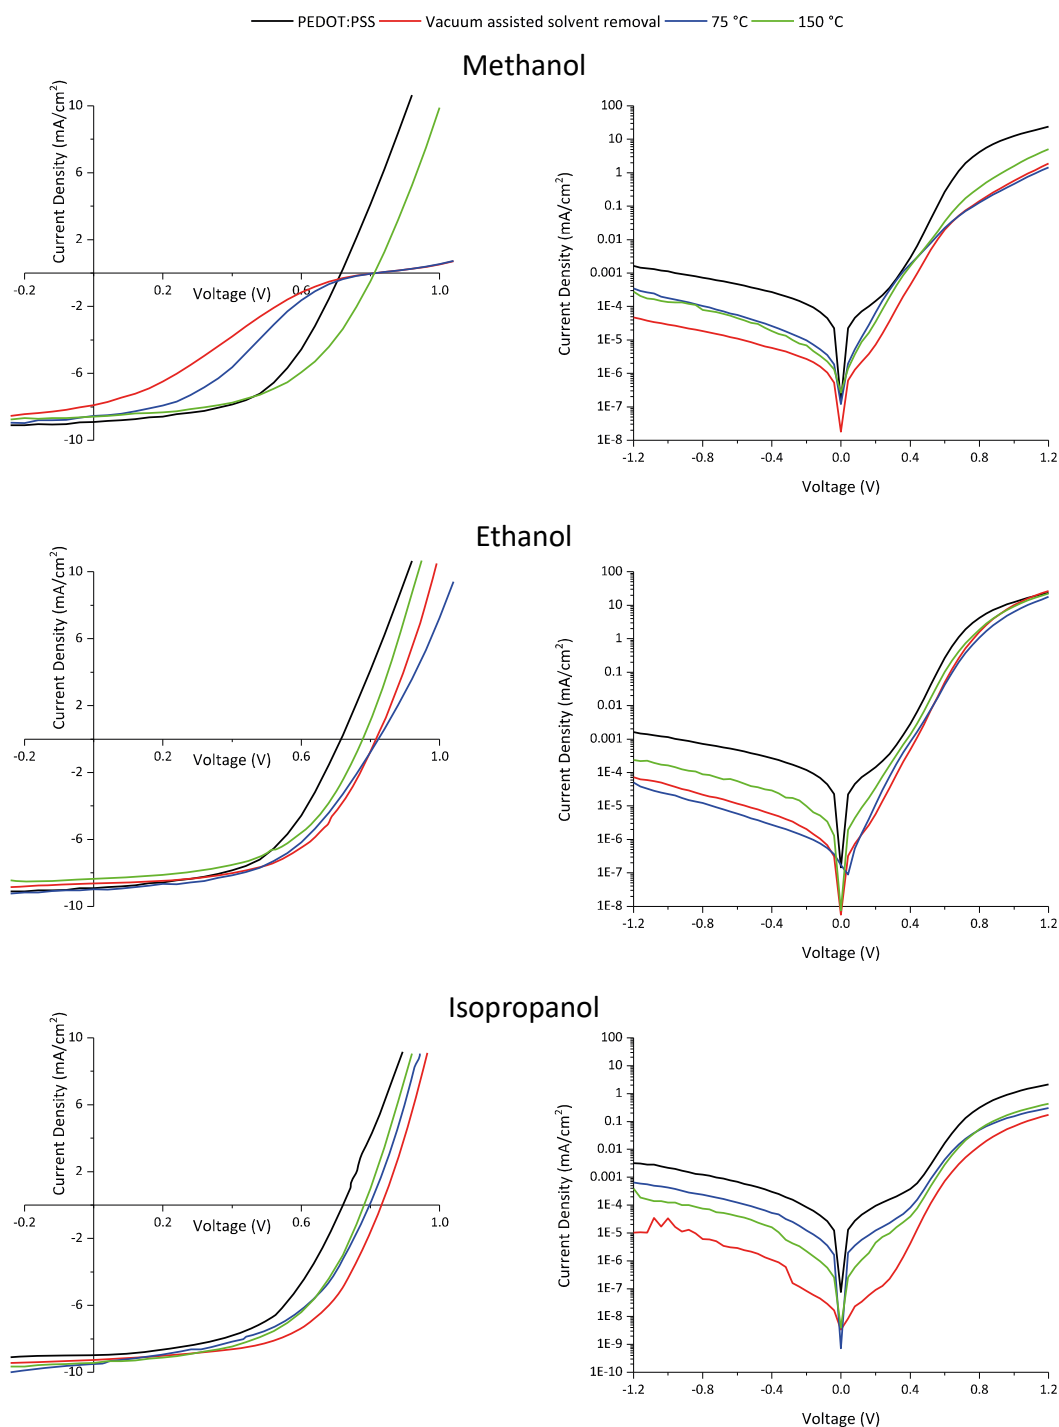 PEDOT:PSS Vacuum assisted solvent removal 75 °C 150 °C
Methanol
Current Density (mA/cm²)
10
6
2
-2
-6
-10
-0.2 0.2 0.6 1.0
Voltage (V)
Current Density (mA/cm²)
100
10
1
0.1
0.01
0.001
1E-4
1E-5
1E-6
1E-7
1E-8
-1.2 -0.8 -0.4 0.0 0.4 0.8 1.2
Voltage (V)
Ethanol
Current Density (mA/cm²)
10
6
2
-2
-6
-10
-0.2 0.2 0.6 1.0
Voltage (V)
Current Density (mA/cm²)
100
10
1
0.1
0.01
0.001
1E-4
1E-5
1E-6
1E-7
1E-8
-1.2 -0.8 -0.4 0.0 0.4 0.8 1.2
Voltage (V)
Isopropanol
Current Density (mA/cm²)
10
6
2
-2
-6
-10
-0.2 0.2 0.6 1.0
Voltage (V)
Current Density (mA/cm²)
100
10
1
0.1
0.01
0.001
1E-4
1E-5
1E-6
1E-7
1E-8
1E-9
1E-10
-1.2 -0.8 -0.4 0.0 0.4 0.8 1.2
Voltage (V)